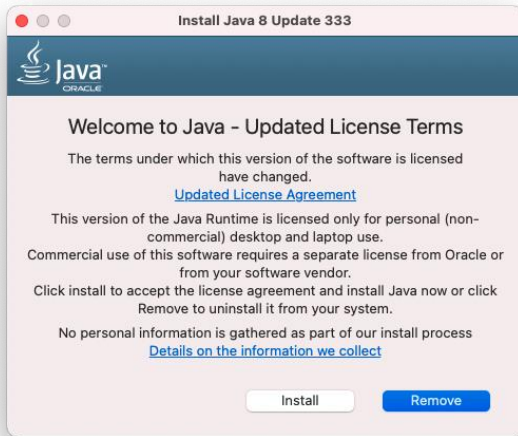 Install Java 8 Update 333
Java™
ORACLE
Welcome to Java - Updated License Terms
The terms under which this version of the software is licensed
have changed.
Updated License Agreement
This version of the Java Runtime is licensed only for personal (non-
commercial) desktop and laptop use.
Commercial use of this software requires a separate license from Oracle or
from your software vendor.
Click install to accept the license agreement and install Java now or click
Remove to uninstall it from your system.
No personal information is gathered as part of our install process
Details on the information we collect
Install
Remove